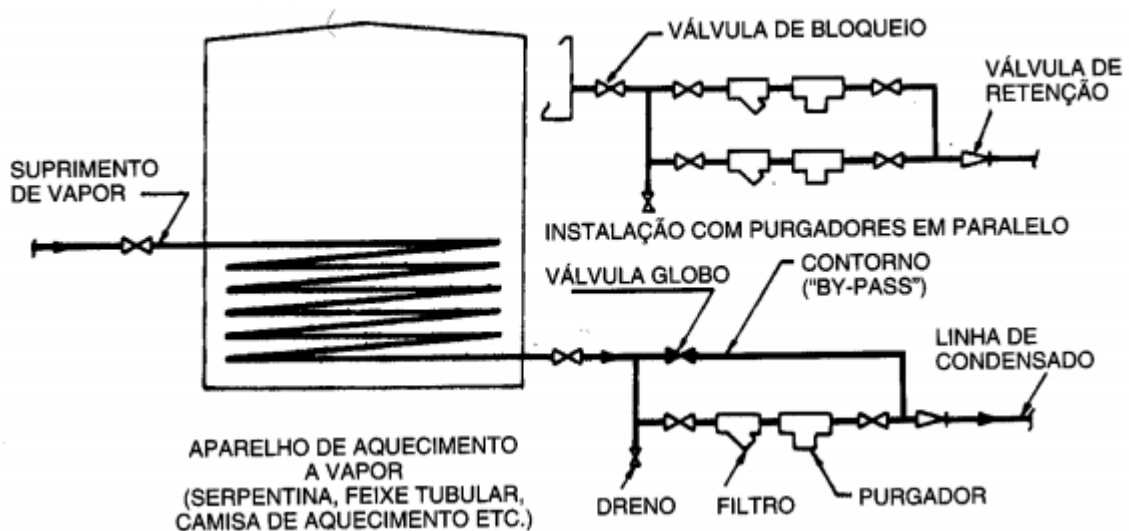 VÁLVULA DE BLOQUEIO
VÁLVULA DE
RETENÇÃO
SUPRIMENTO
DE VAPOR
INSTALAÇÃO COM PURGADORES EM PARALELO
VÁLVULA GLOBO
CONTORNO
("BY-PASS")
LINHA DE
CONDENSADO
APARELHO DE AQUECIMENTO
A VAPOR
(SERPENTINA, FEIXE TUBULAR,
CAMISA DE AQUECIMENTO ETC.)
DRENO
FILTRO
PURGADOR